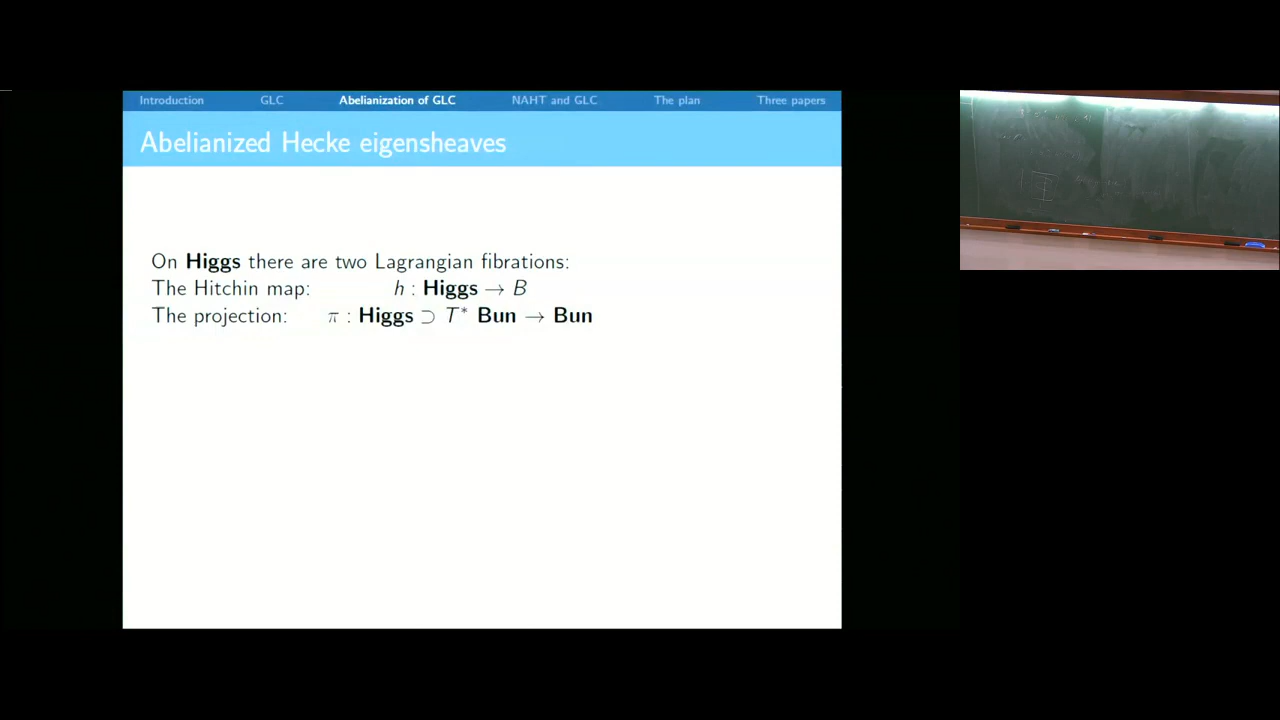 Introduction GLC Abelianization of GLC NAHT and GLC The plan Three papers
Abelianized Hecke eigensheaves
On Higgs there are two Lagrangian fibrations:
The Hitchin map: h : Higgs → B
The projection: π : Higgs ⊃ T* Bun → Bun